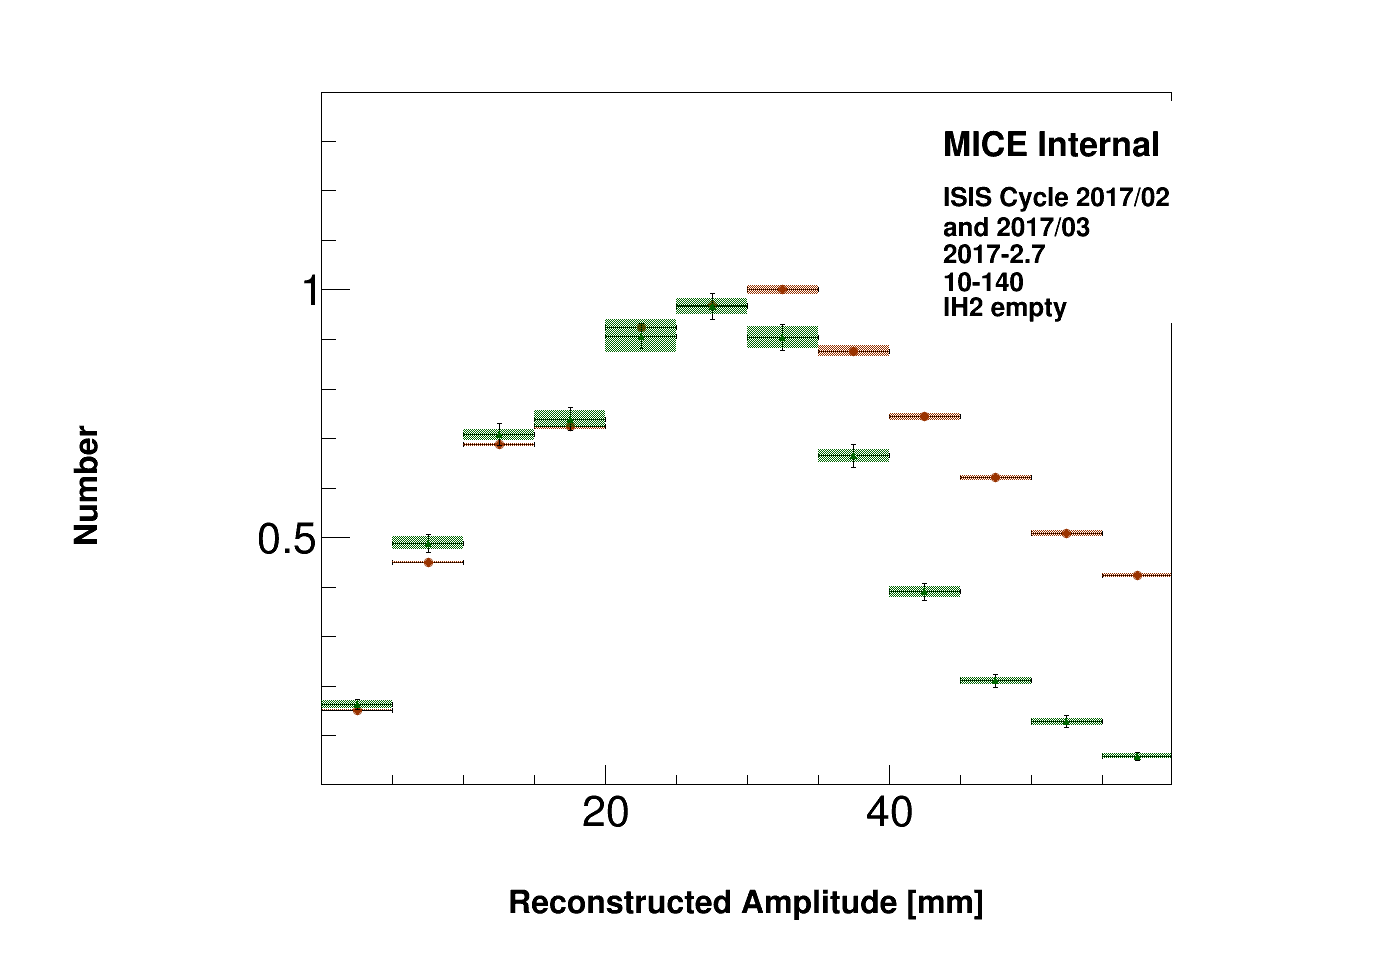 MICE Internal
ISIS Cycle 2017/02
and 2017/03
2017-2.7
10-140
IH2 empty
1
0.5
Number
20
40
Reconstructed Amplitude [mm]